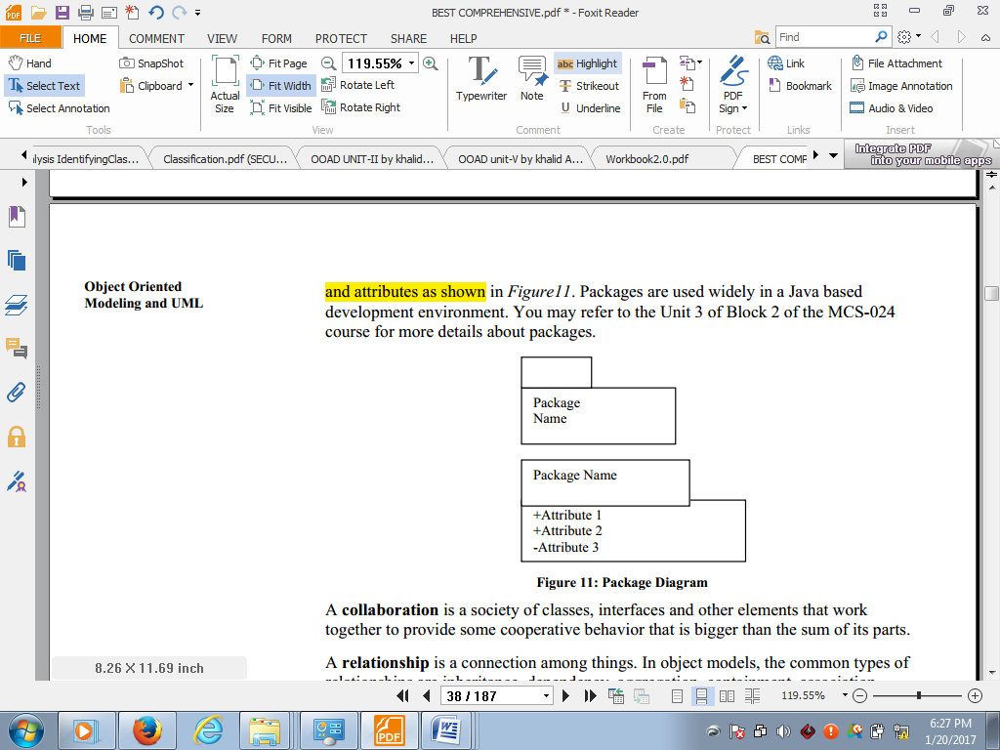 BEST COMPREHENSIVE.pdf * - Foxit Reader
FILE HOME COMMENT VIEW FORM PROTECT SHARE HELP
Find
Hand
Select Text
Select Annotation
SnapShot
Clipboard
Tools
Actual Size
Fit Page
Fit Width
Fit Visible
119.55%
Rotate Left
Rotate Right
View
Typewriter
Note
Highlight
Strikeout
Underline
Comment
From File
Create
PDF Sign
Protect
Link
Bookmark
Links
File Attachment
Image Annotation
Audio & Video
Insert
lysis IdentifyingClas... Classification.pdf (SECU... OOAD UNIT-II by khalid... OOAD unit-V by khalid A... Workbook2.0.pdf BEST COMP
Integrate PDF
into your mobile apps
Object Oriented
Modeling and UML
and attributes as shown in Figure11. Packages are used widely in a Java based
development environment. You may refer to the Unit 3 of Block 2 of the MCS-024
course for more details about packages.
Package
Name
Package Name
+Attribute 1
+Attribute 2
-Attribute 3
Figure 11: Package Diagram
A collaboration is a society of classes, interfaces and other elements that work
together to provide some cooperative behavior that is bigger than the sum of its parts.
A relationship is a connection among things. In object models, the common types of
relationships are inheritance, dependency, aggregation, containment, association
8.26 X 11.69 inch
38 / 187
119.55%
6:27 PM
1/20/2017